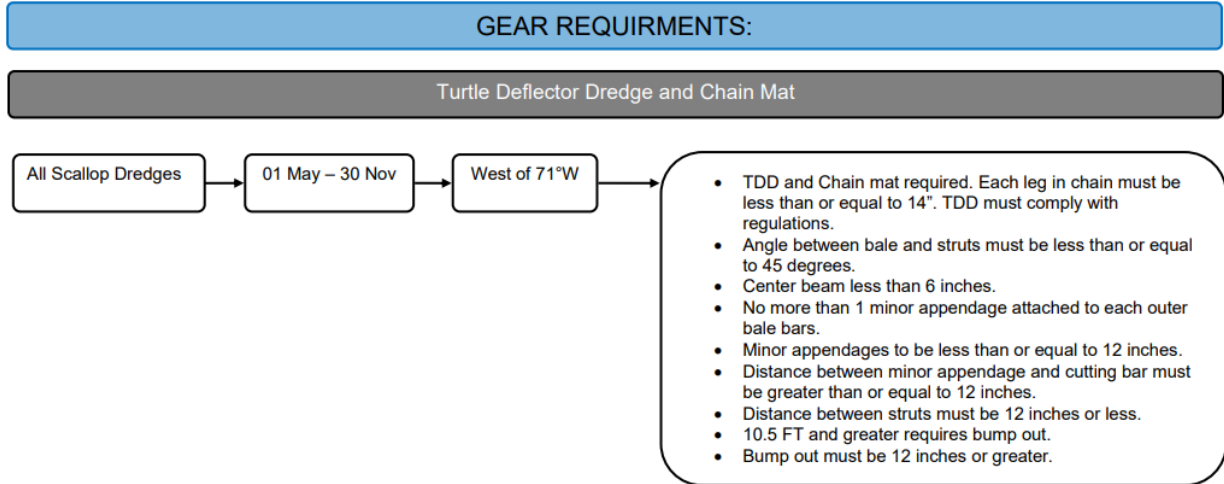 GEAR REQUIRMENTS:
Turtle Deflector Dredge and Chain Mat
All Scallop Dredges
01 May – 30 Nov
West of 71°W
• TDD and Chain mat required. Each leg in chain must be
less than or equal to 14”. TDD must comply with
regulations.
• Angle between bale and struts must be less than or equal
to 45 degrees.
• Center beam less than 6 inches.
• No more than 1 minor appendage attached to each outer
bale bars.
• Minor appendages to be less than or equal to 12 inches.
• Distance between minor appendage and cutting bar must
be greater than or equal to 12 inches.
• Distance between struts must be 12 inches or less.
• 10.5 FT and greater requires bump out.
• Bump out must be 12 inches or greater.